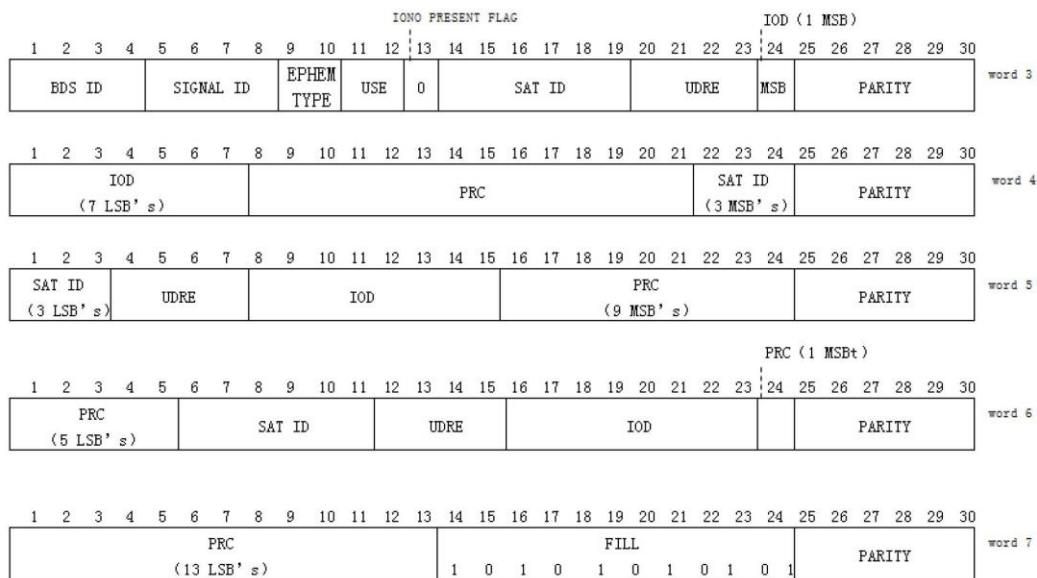 IONO PRESENT FLAG IOD (1 MSB)
1 2 3 4 5 6 7 8 9 10 11 12 13 14 15 16 17 18 19 20 21 22 23 24 25 26 27 28 29 30
BDS ID SIGNAL ID EPHEM TYPE USE 0 SAT ID UDRE MSB PARITY word 3
1 2 3 4 5 6 7 8 9 10 11 12 13 14 15 16 17 18 19 20 21 22 23 24 25 26 27 28 29 30
IOD PRC SAT ID PARITY word 4
(7 LSB's) (3 MSB's)
1 2 3 4 5 6 7 8 9 10 11 12 13 14 15 16 17 18 19 20 21 22 23 24 25 26 27 28 29 30
SAT ID UDRE IOD PRC PARITY word 5
(3 LSB's) (9 MSB's)
PRC (1 MSBt)
1 2 3 4 5 6 7 8 9 10 11 12 13 14 15 16 17 18 19 20 21 22 23 24 25 26 27 28 29 30
PRC SAT ID UDRE IOD PARITY word 6
(5 LSB's)
1 2 3 4 5 6 7 8 9 10 11 12 13 14 15 16 17 18 19 20 21 22 23 24 25 26 27 28 29 30
PRC FILL PARITY word 7
(13 LSB's) 1 0 1 0 1 0 1 0 1 0 1